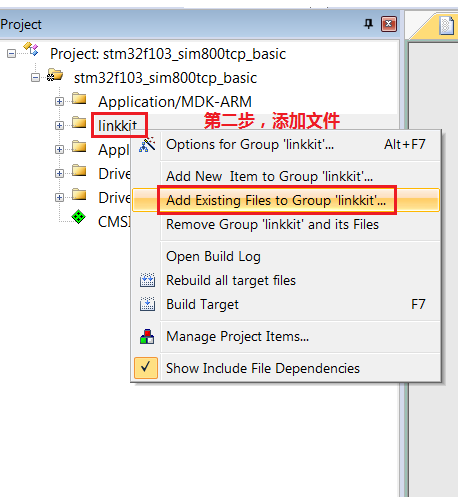 Project
Project: stm32f103_sim800tcp_basic
stm32f103_sim800tcp_basic
Application/MDK-ARM
linkkit
第二步，添加文件
Appl
Options for Group 'linkkit'... Alt+F7
Drive
Add New Item to Group 'linkkit'...
Drive
Add Existing Files to Group 'linkkit'...
CMSI
Remove Group 'linkkit' and its Files
Open Build Log
Rebuild all target files
Build Target F7
Manage Project Items...
Show Include File Dependencies